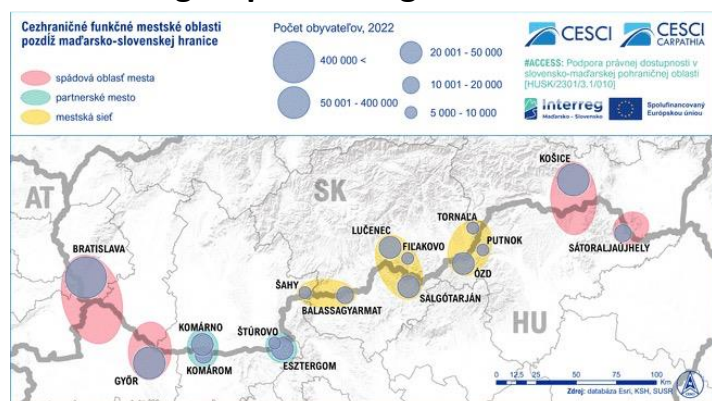 Cezhraničné funkčné mestské oblasti
pozdĺž maďarsko-slovenskej hranice
spádová oblasť mesta
partnerské mesto
mestská sieť
Počet obyvateľov, 2022
400 000 <
50 001 - 400 000
20 001 - 50 000
10 001 - 20 000
5 000 - 10 000
CESCI
CESCI
CARPATHIA
#ACCESS: Podpora právnej dostupnosti v
slovensko-maďarskej pohraničnej oblasti
[HUSK/2301/3.1/010]
Interreg
Maďarsko - Slovensko
Spolufinancovaný
Európskou úniou
AT
SK
HU
KOŠICE
TORNAĽA
LUČENEC
FIĽAKOVO
PUTNOK
SÁTORALJAÚJHELY
BRATISLAVA
ÓZD
ŠAHY
SALGÓTARJÁN
BALASSAGYARMAT
KOMÁRNO
ŠTÚROVO
KOMÁROM
ESZTERGOM
GYŐR
0 12,5 25 50 75 100
Km
Zdroj: databáza Esri, KSH, SUSR